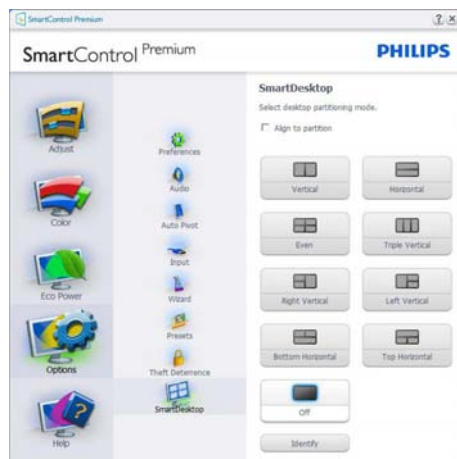 SmartControl Premium
SmartControl Premium
PHILIPS
Adjust
Color
Eco Power
Options
Help
Preferences
Audio
Auto Pivot
Input
Wizard
Presets
Theft Deterrence
SmartDesktop
SmartDesktop
Select desktop partitioning mode.
Align to partition
Vertical
Horizontal
Even
Triple Vertical
Right Vertical
Left Vertical
Bottom Horizontal
Top Horizontal
Off
Identify